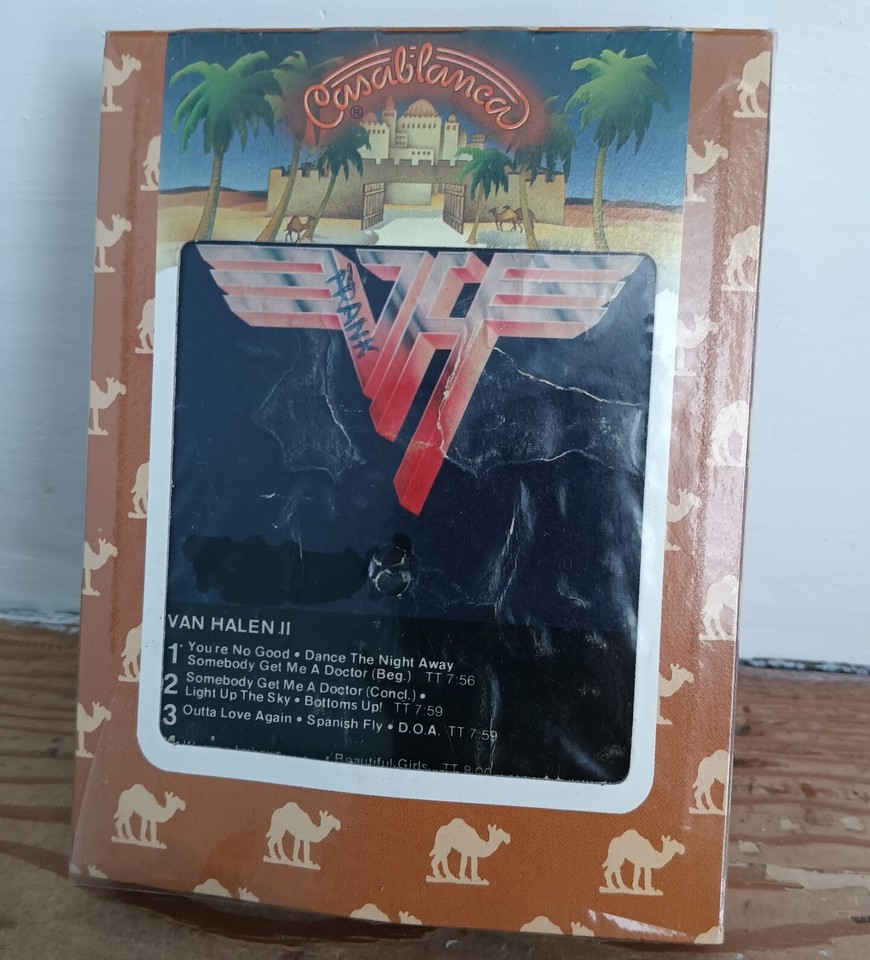 Casablanca
®
FRANK
VAN HALEN II
1 You're No Good • Dance The Night Away
Somebody Get Me A Doctor (Beg.) TT 7:56
2 Somebody Get Me A Doctor (Concl.) •
Light Up The Sky • Bottoms Up! TT 7:59
3 Outta Love Again • Spanish Fly • D.O.A. TT 7:59
4 • Beautiful Girls TT 8:00